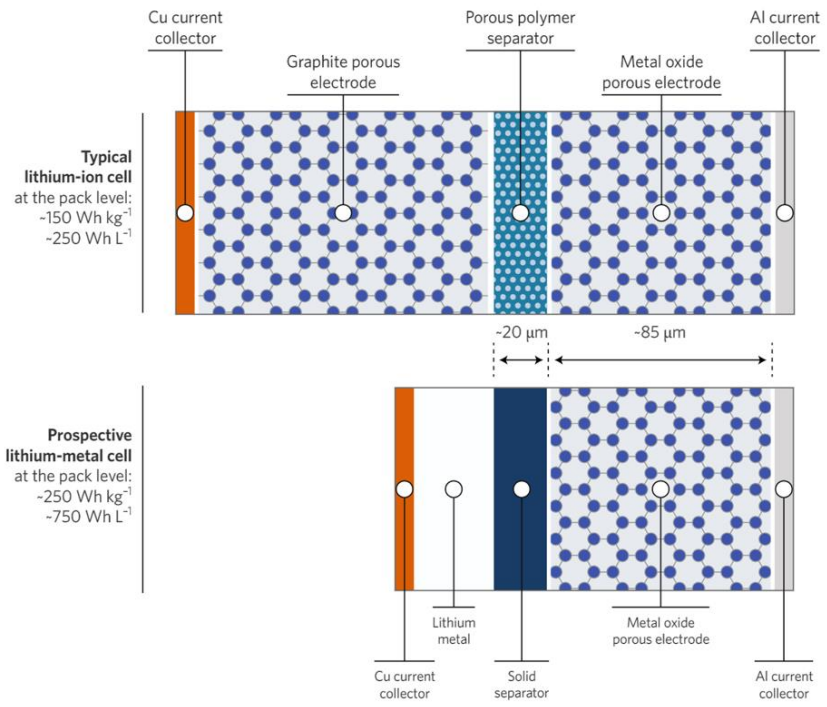 Cu current
collector
Graphite porous
electrode
Porous polymer
separator
Metal oxide
porous electrode
Al current
collector
Typical
lithium-ion cell
at the pack level:
~150 Wh kg⁻¹
~250 Wh L⁻¹
~20 µm
~85 µm
Prospective
lithium-metal cell
at the pack level:
~250 Wh kg⁻¹
~750 Wh L⁻¹
Lithium
metal
Metal oxide
porous electrode
Cu current
collector
Solid
separator
Al current
collector